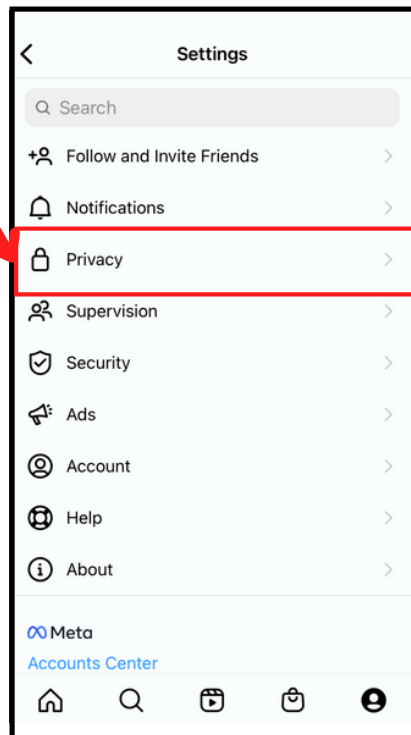 Settings
Search
Follow and Invite Friends
Notifications
Privacy
Supervision
Security
Ads
Account
Help
About
Meta
Accounts Center